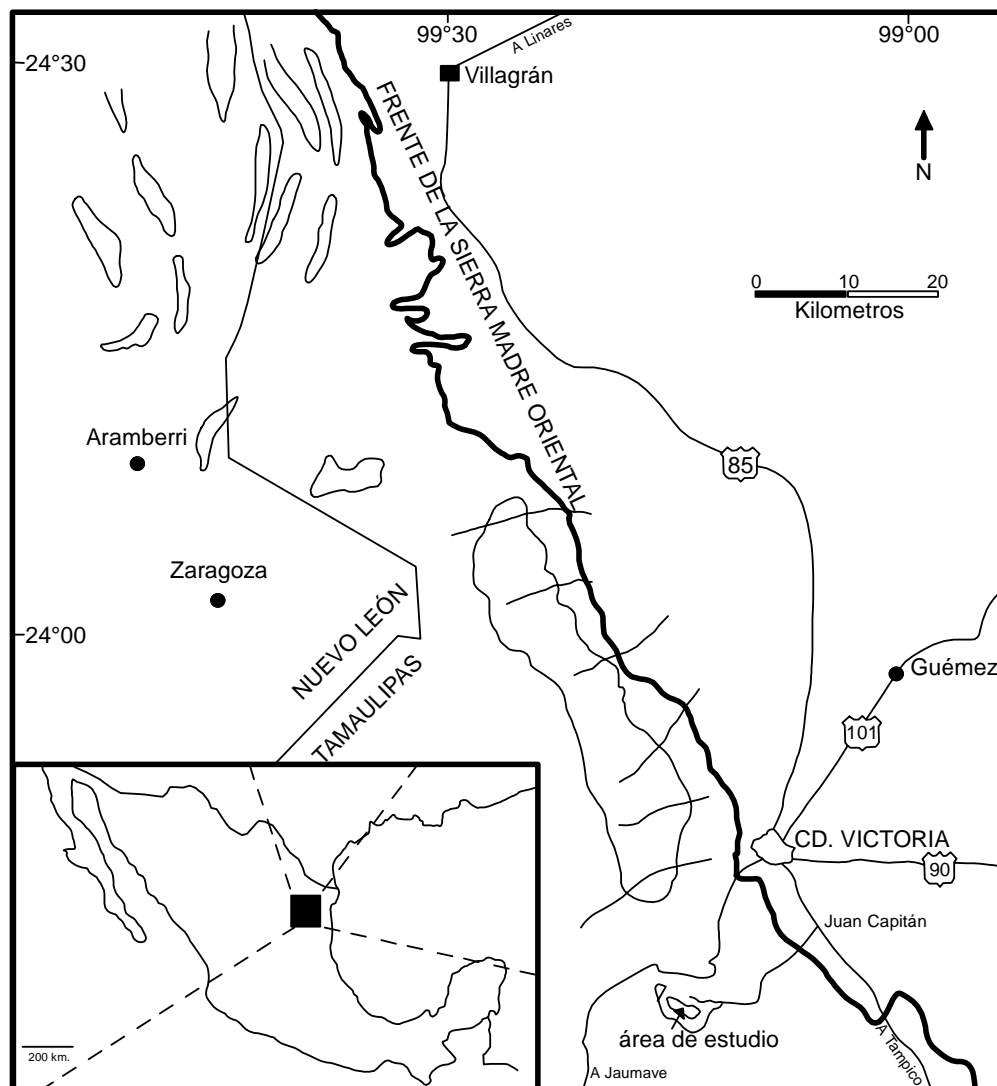 99°30
99°00
A Linares
24°30
Villagrán
FRENTE DE LA SIERRA MADRE ORIENTAL
N
0 10 20
Kilometros
Aramberri
85
Zaragoza
24°00
NUEVO LEÓN
TAMAULIPAS
Guémez
101
CD. VICTORIA
90
Juan Capitán
área de estudio
A Jaumave
A Tampico
200 km.